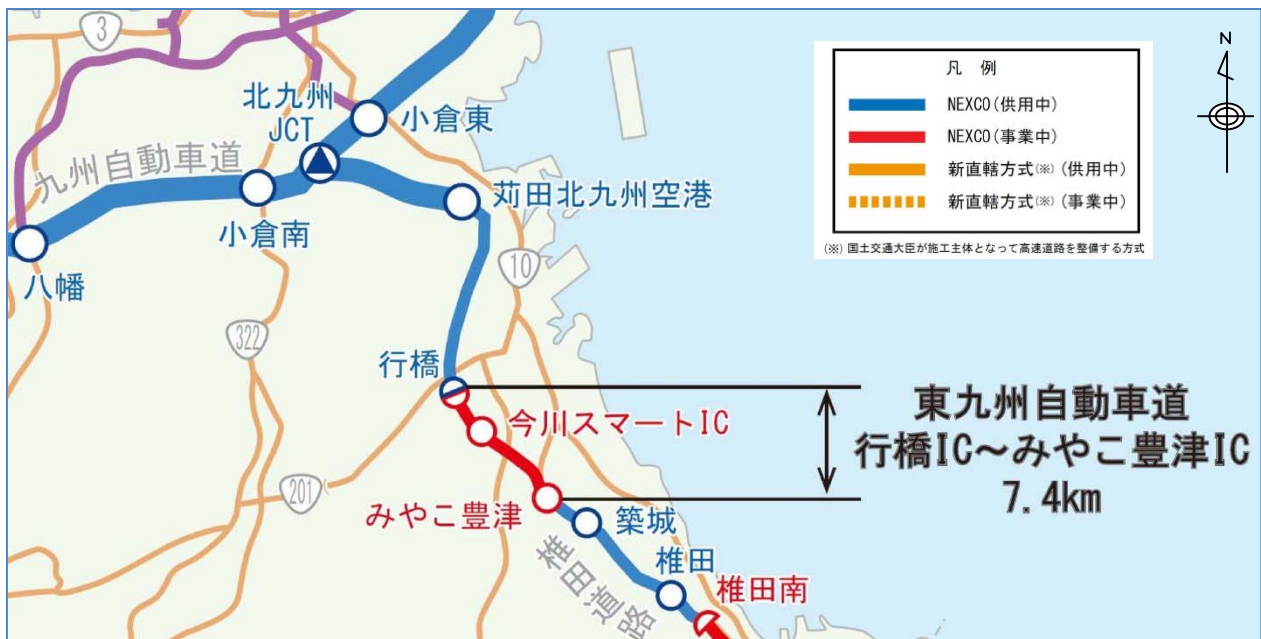 3
北九州
JCT
小倉東
九州自動車道
小倉南
苅田北九州空港
八幡
10
322
行橋
今川スマートIC
201
みやこ豊津
築城
椎田
椎田道路
椎田南
凡 例
NEXCO(供用中)
NEXCO(事業中)
新直轄方式(※)(供用中)
新直轄方式(※)(事業中)
(※) 国土交通大臣が施工主体となって高速道路を整備する方式
N
東九州自動車道
行橋IC~みやこ豊津IC
7.4km